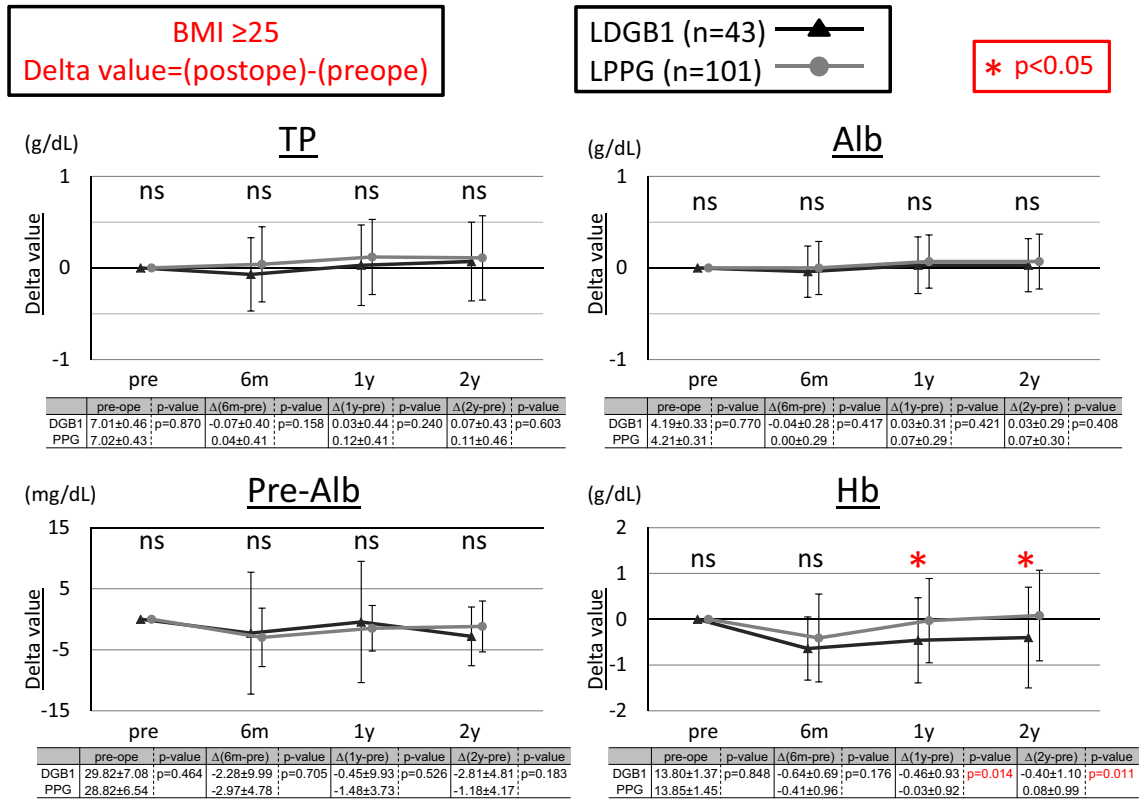 BMI ≥25
Delta value=(postope)-(preope)
LDGB1 (n=43)
LPPG (n=101)
* p<0.05
TP
(g/dL)
Delta value
1
0
-1
ns ns ns ns
pre 6m 1y 2y
pre-ope p-value Δ(6m-pre) p-value Δ(1y-pre) p-value Δ(2y-pre) p-value
DGB1 7.01±0.46 p=0.870 -0.07±0.40 p=0.158 0.03±0.44 p=0.240 0.07±0.43 p=0.603
PPG 7.02±0.43 0.04±0.41 0.12±0.41 0.11±0.46
Alb
(g/dL)
Delta value
1
0
-1
ns ns ns ns
pre 6m 1y 2y
pre-ope p-value Δ(6m-pre) p-value Δ(1y-pre) p-value Δ(2y-pre) p-value
DGB1 4.19±0.33 p=0.770 -0.04±0.28 p=0.417 0.03±0.31 p=0.421 0.03±0.29 p=0.408
PPG 4.21±0.31 0.00±0.29 0.07±0.29 0.07±0.30
Pre-Alb
(mg/dL)
Delta value
15
5
-5
-15
ns ns ns ns
pre 6m 1y 2y
pre-ope p-value Δ(6m-pre) p-value Δ(1y-pre) p-value Δ(2y-pre) p-value
DGB1 29.82±7.08 p=0.464 -2.28±9.99 p=0.705 -0.45±9.93 p=0.526 -2.81±4.81 p=0.183
PPG 28.82±6.54 -2.97±4.78 -1.48±3.73 -1.18±4.17
Hb
(g/dL)
Delta value
2
1
0
-1
-2
ns ns * *
pre 6m 1y 2y
pre-ope p-value Δ(6m-pre) p-value Δ(1y-pre) p-value Δ(2y-pre) p-value
DGB1 13.80±1.37 p=0.848 -0.64±0.69 p=0.176 -0.46±0.93 p=0.014 -0.40±1.10 p=0.011
PPG 13.85±1.45 -0.41±0.96 -0.03±0.92 0.08±0.99